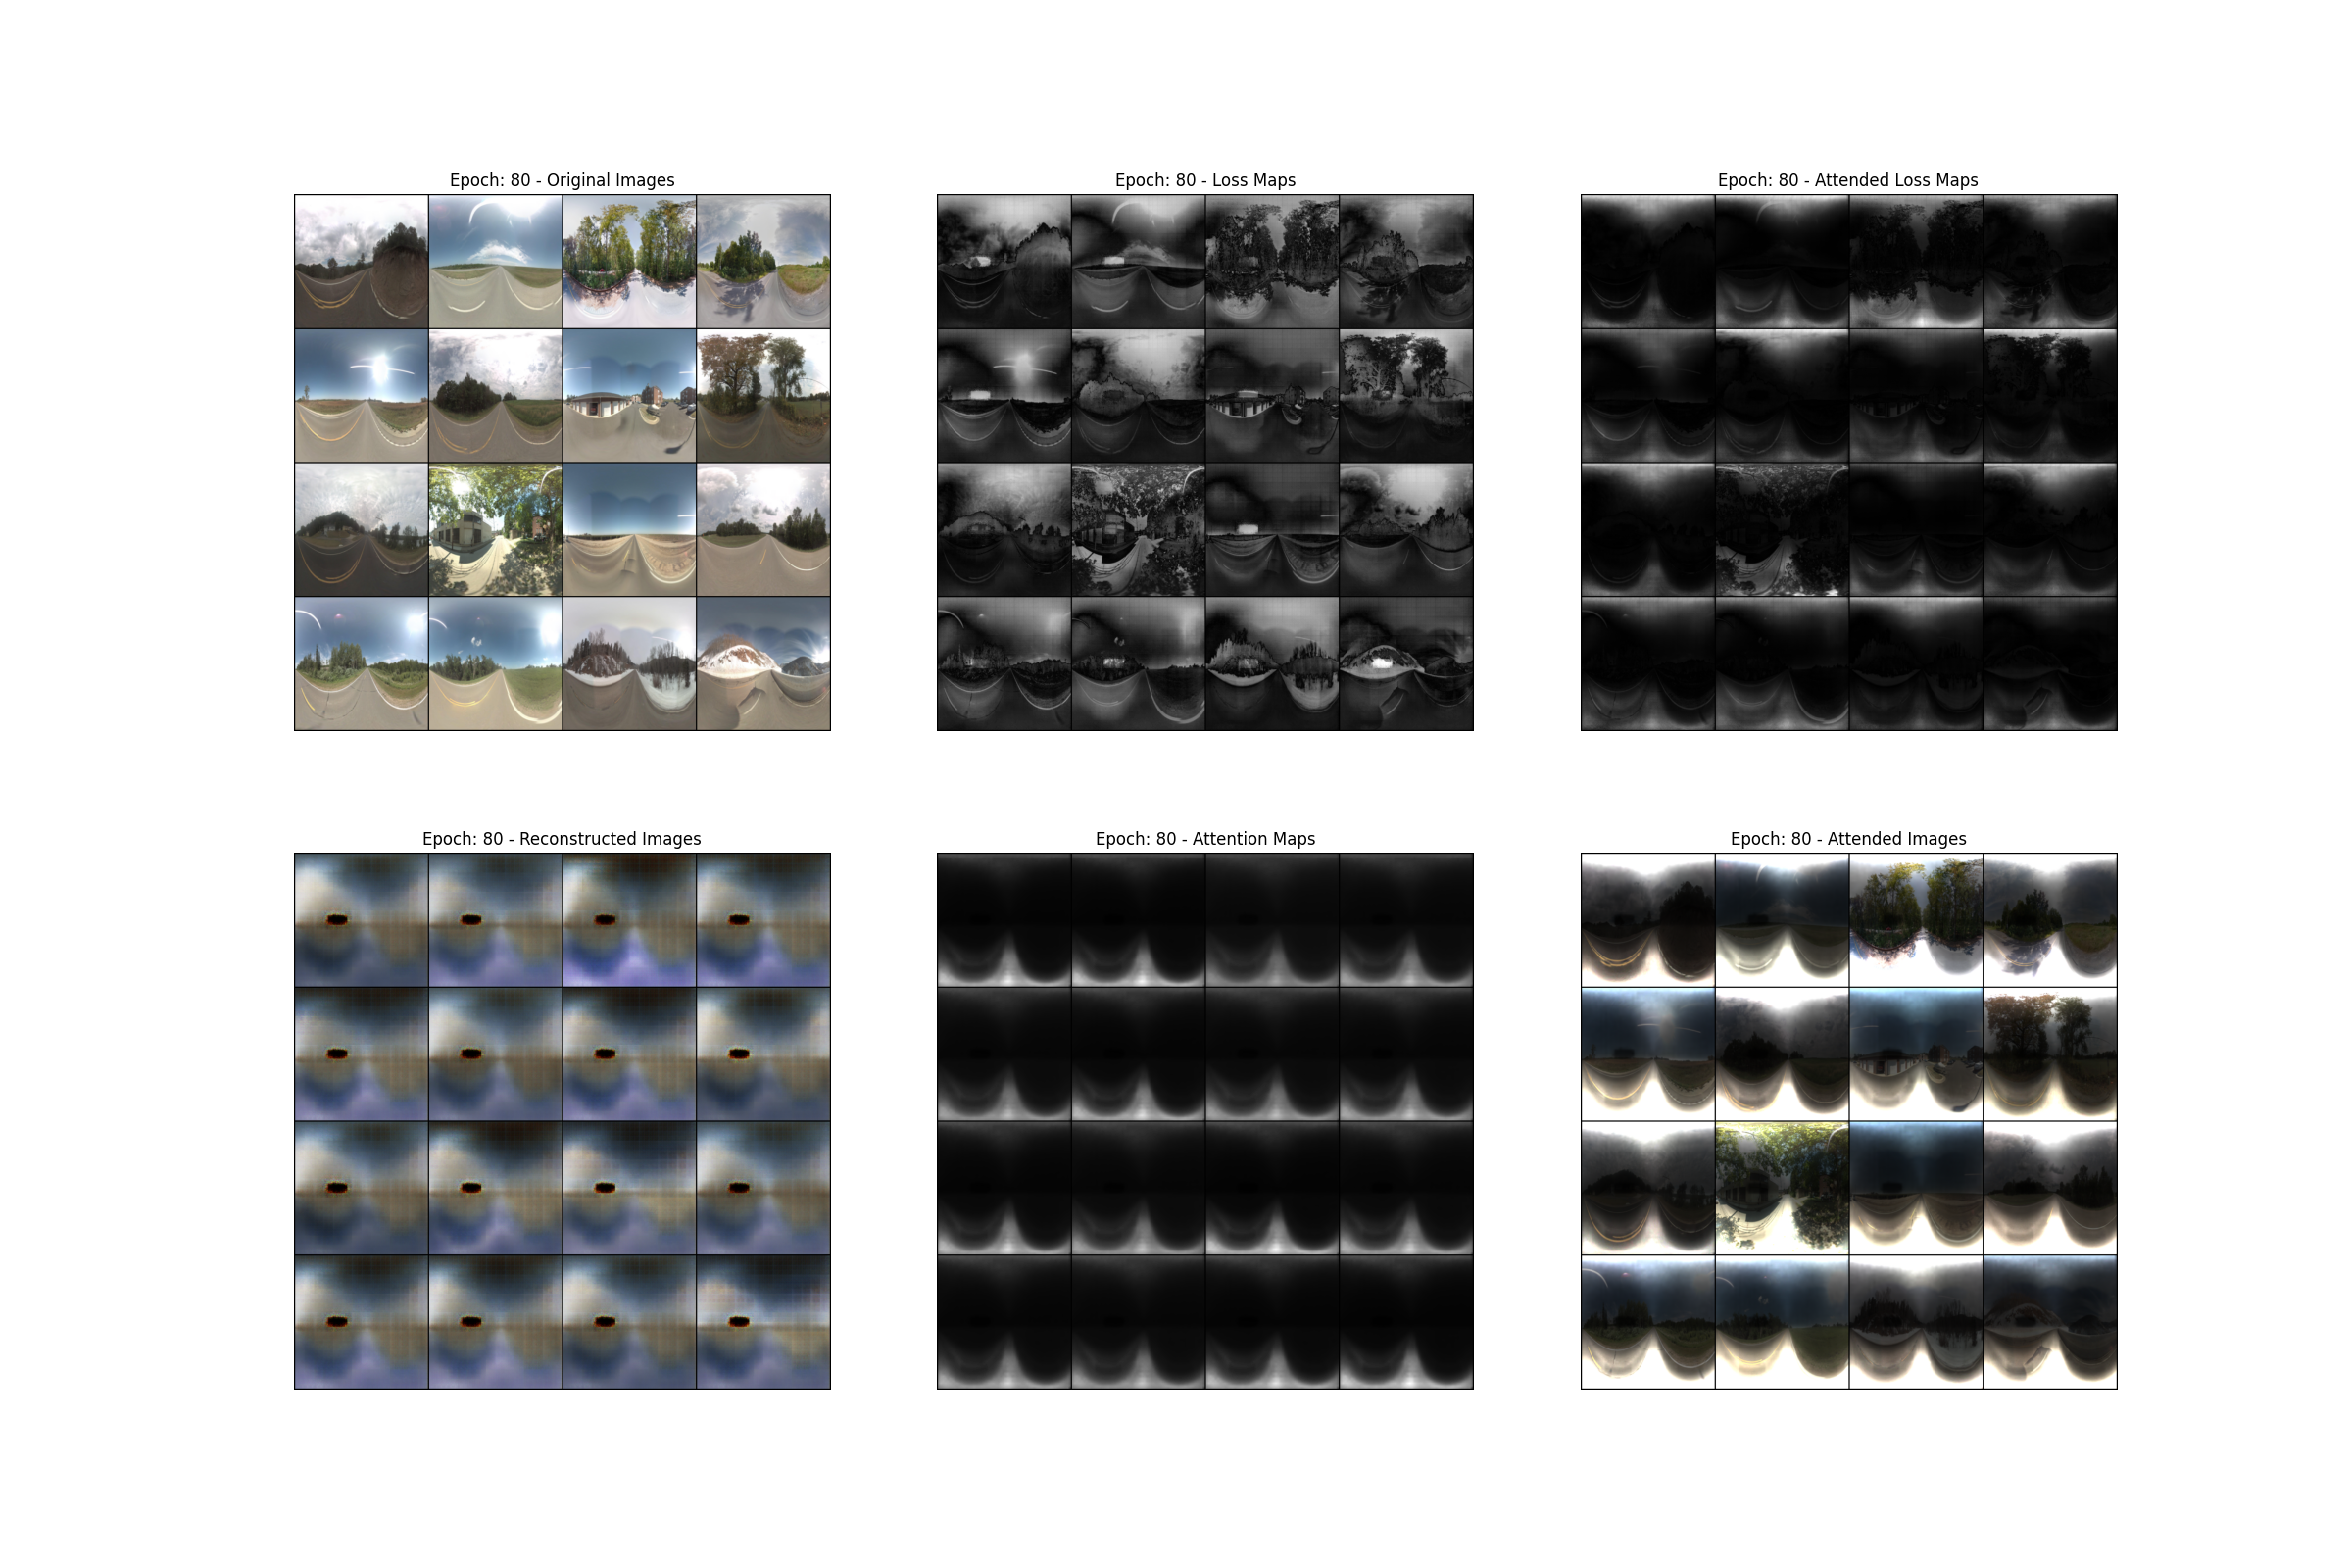 Epoch: 80 - Original Images
Epoch: 80 - Loss Maps
Epoch: 80 - Attended Loss Maps
Epoch: 80 - Reconstructed Images
Epoch: 80 - Attention Maps
Epoch: 80 - Attended Images